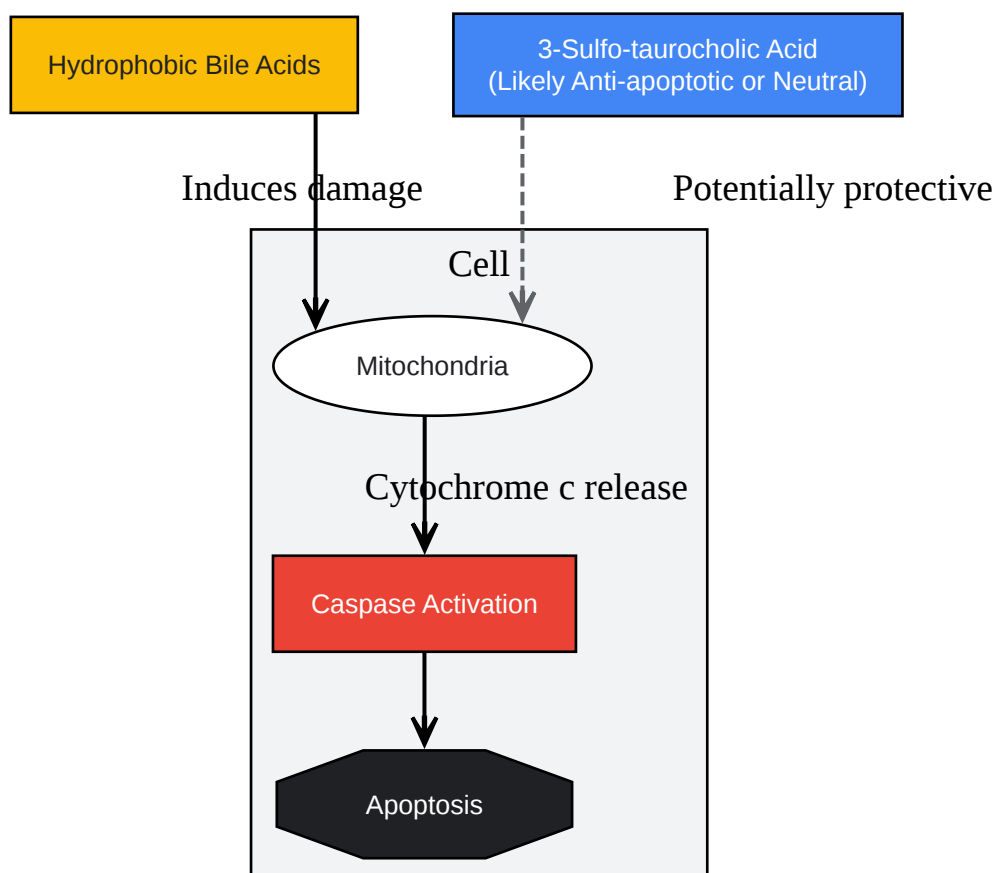 Hydrophobic Bile Acids
3-Sulfo-taurocholic Acid
(Likely Anti-apoptotic or Neutral)
Induces damage
Potentially protective
Cell
Mitochondria
Cytochrome c release
Caspase Activation
Apoptosis